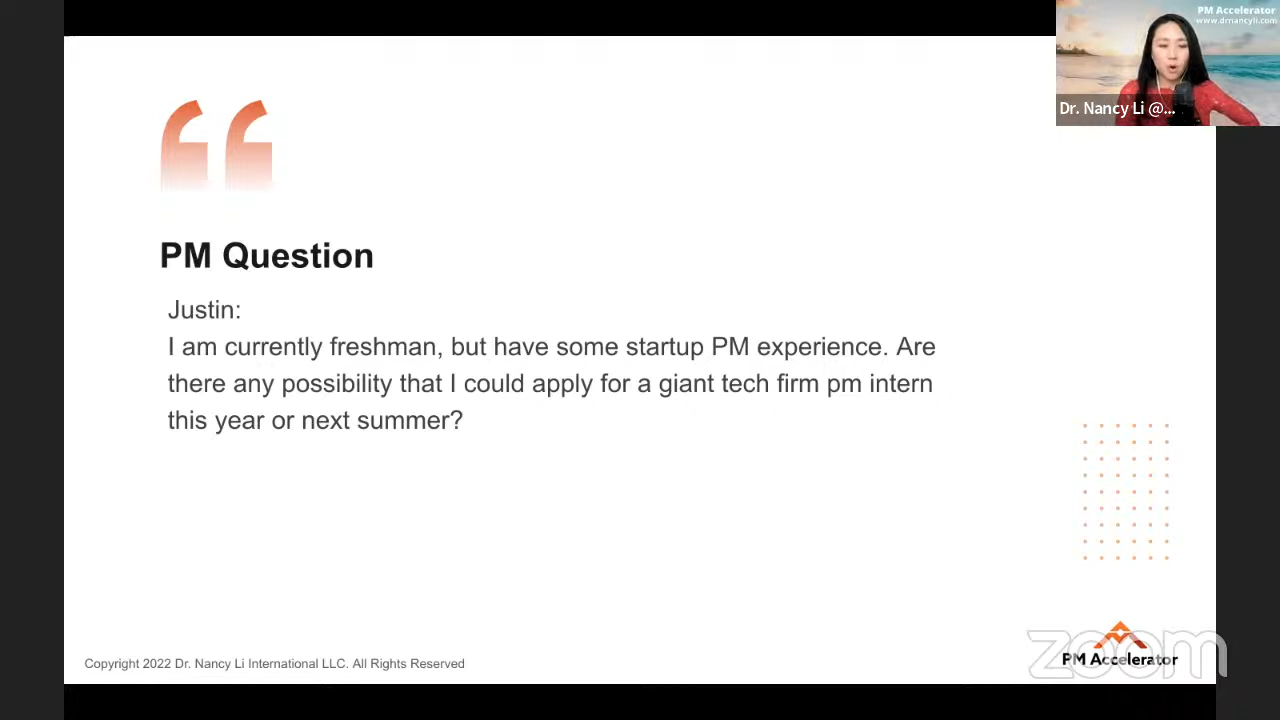 PM Accelerator
www.drnancyli.com
Dr. Nancy Li @...
PM Question
Justin:
I am currently freshman, but have some startup PM experience. Are
there any possibility that I could apply for a giant tech firm pm intern
this year or next summer?
zoom
PM Accelerator
Copyright 2022 Dr. Nancy Li International LLC. All Rights Reserved